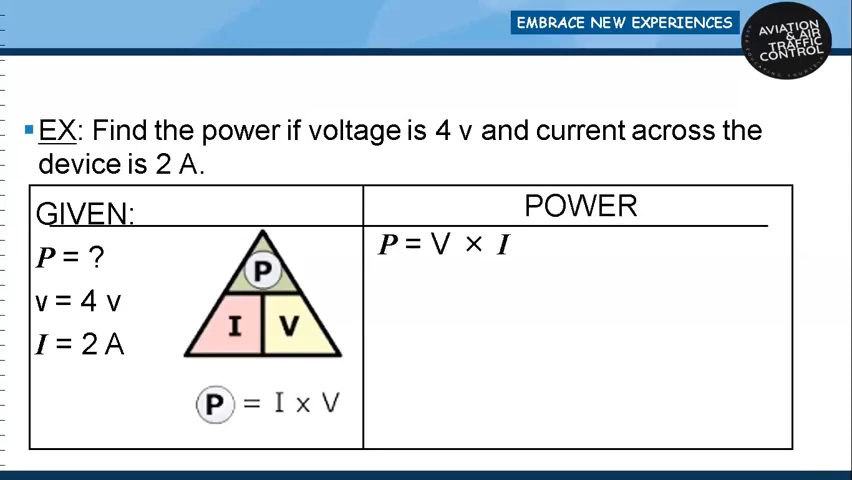 EMBRACE NEW EXPERIENCES
AVIATION
& AIR
TRAFFIC
CONTROL
EX: Find the power if voltage is 4 v and current across the
device is 2 A.
GIVEN:
P = ?
v = 4 v
I = 2 A
P
I V
P = I x V
POWER
P = V × I